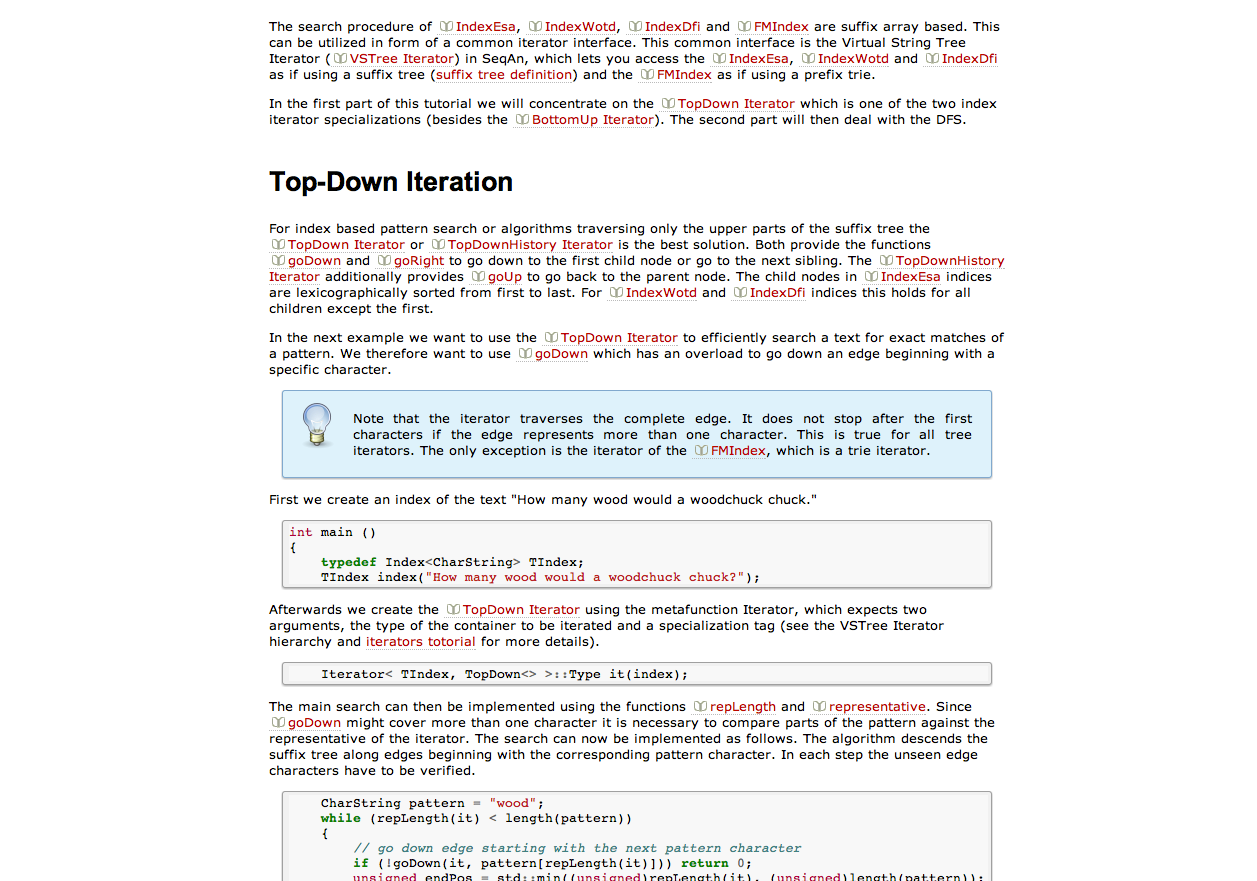 The search procedure of IndexEsa, IndexWotd, IndexDfi and FMIndex are suffix array based. This
can be utilized in form of a common iterator interface. This common interface is the Virtual String Tree
Iterator (VSTree Iterator) in SeqAn, which lets you access the IndexEsa, IndexWotd and IndexDfi
as if using a suffix tree (suffix tree definition) and the FMIndex as if using a prefix trie.
In the first part of this tutorial we will concentrate on the TopDown Iterator which is one of the two index
iterator specializations (besides the BottomUp Iterator). The second part will then deal with the DFS.
Top-Down Iteration
For index based pattern search or algorithms traversing only the upper parts of the suffix tree the
TopDown Iterator or TopDownHistory Iterator is the best solution. Both provide the functions
goDown and goRight to go down to the first child node or go to the next sibling. The TopDownHistory
Iterator additionally provides goUp to go back to the parent node. The child nodes in IndexEsa indices
are lexicographically sorted from first to last. For IndexWotd and IndexDfi indices this holds for all
children except the first.
In the next example we want to use the TopDown Iterator to efficiently search a text for exact matches of
a pattern. We therefore want to use goDown which has an overload to go down an edge beginning with a
specific character.
Note that the iterator traverses the complete edge. It does not stop after the first
characters if the edge represents more than one character. This is true for all tree
iterators. The only exception is the iterator of the FMIndex, which is a trie iterator.
First we create an index of the text "How many wood would a woodchuck chuck."
int main ()
{
    typedef Index<CharString> TIndex;
    TIndex index("How many wood would a woodchuck chuck?");
Afterwards we create the TopDown Iterator using the metafunction Iterator, which expects two
arguments, the type of the container to be iterated and a specialization tag (see the VSTree Iterator
hierarchy and iterators totorial for more details).
    Iterator< TIndex, TopDown<> >::Type it(index);
The main search can then be implemented using the functions repLength and representative. Since
goDown might cover more than one character it is necessary to compare parts of the pattern against the
representative of the iterator. The search can now be implemented as follows. The algorithm descends the
suffix tree along edges beginning with the corresponding pattern character. In each step the unseen edge
characters have to be verified.
    CharString pattern = "wood";
    while (repLength(it) < length(pattern))
    {
        // go down edge starting with the next pattern character
        if (!goDown(it, pattern[repLength(it)])) return 0;
        unsigned endPos = std::min((unsigned)repLength(it), (unsigned)length(pattern));